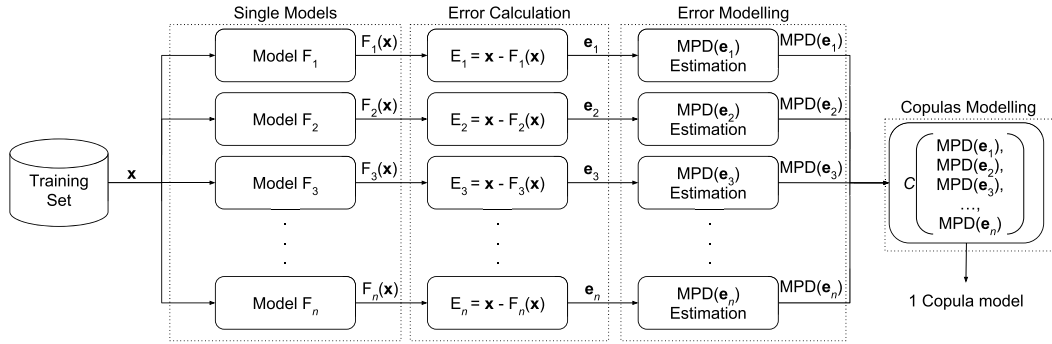 Single Models
Error Calculation
Error Modelling
Training
Set
x
Model F1
F1(x)
E1 = x - F1(x)
e1
MPD(e1)
Estimation
MPD(e1)
Model F2
F2(x)
E2 = x - F2(x)
e2
MPD(e2)
Estimation
MPD(e2)
Model F3
F3(x)
E3 = x - F3(x)
e3
MPD(e3)
Estimation
MPD(e3)
Model Fn
Fn(x)
En = x - Fn(x)
en
MPD(en)
Estimation
MPD(en)
Copulas Modelling
C
MPD(e1),
MPD(e2),
MPD(e3),
...,
MPD(en)
1 Copula model